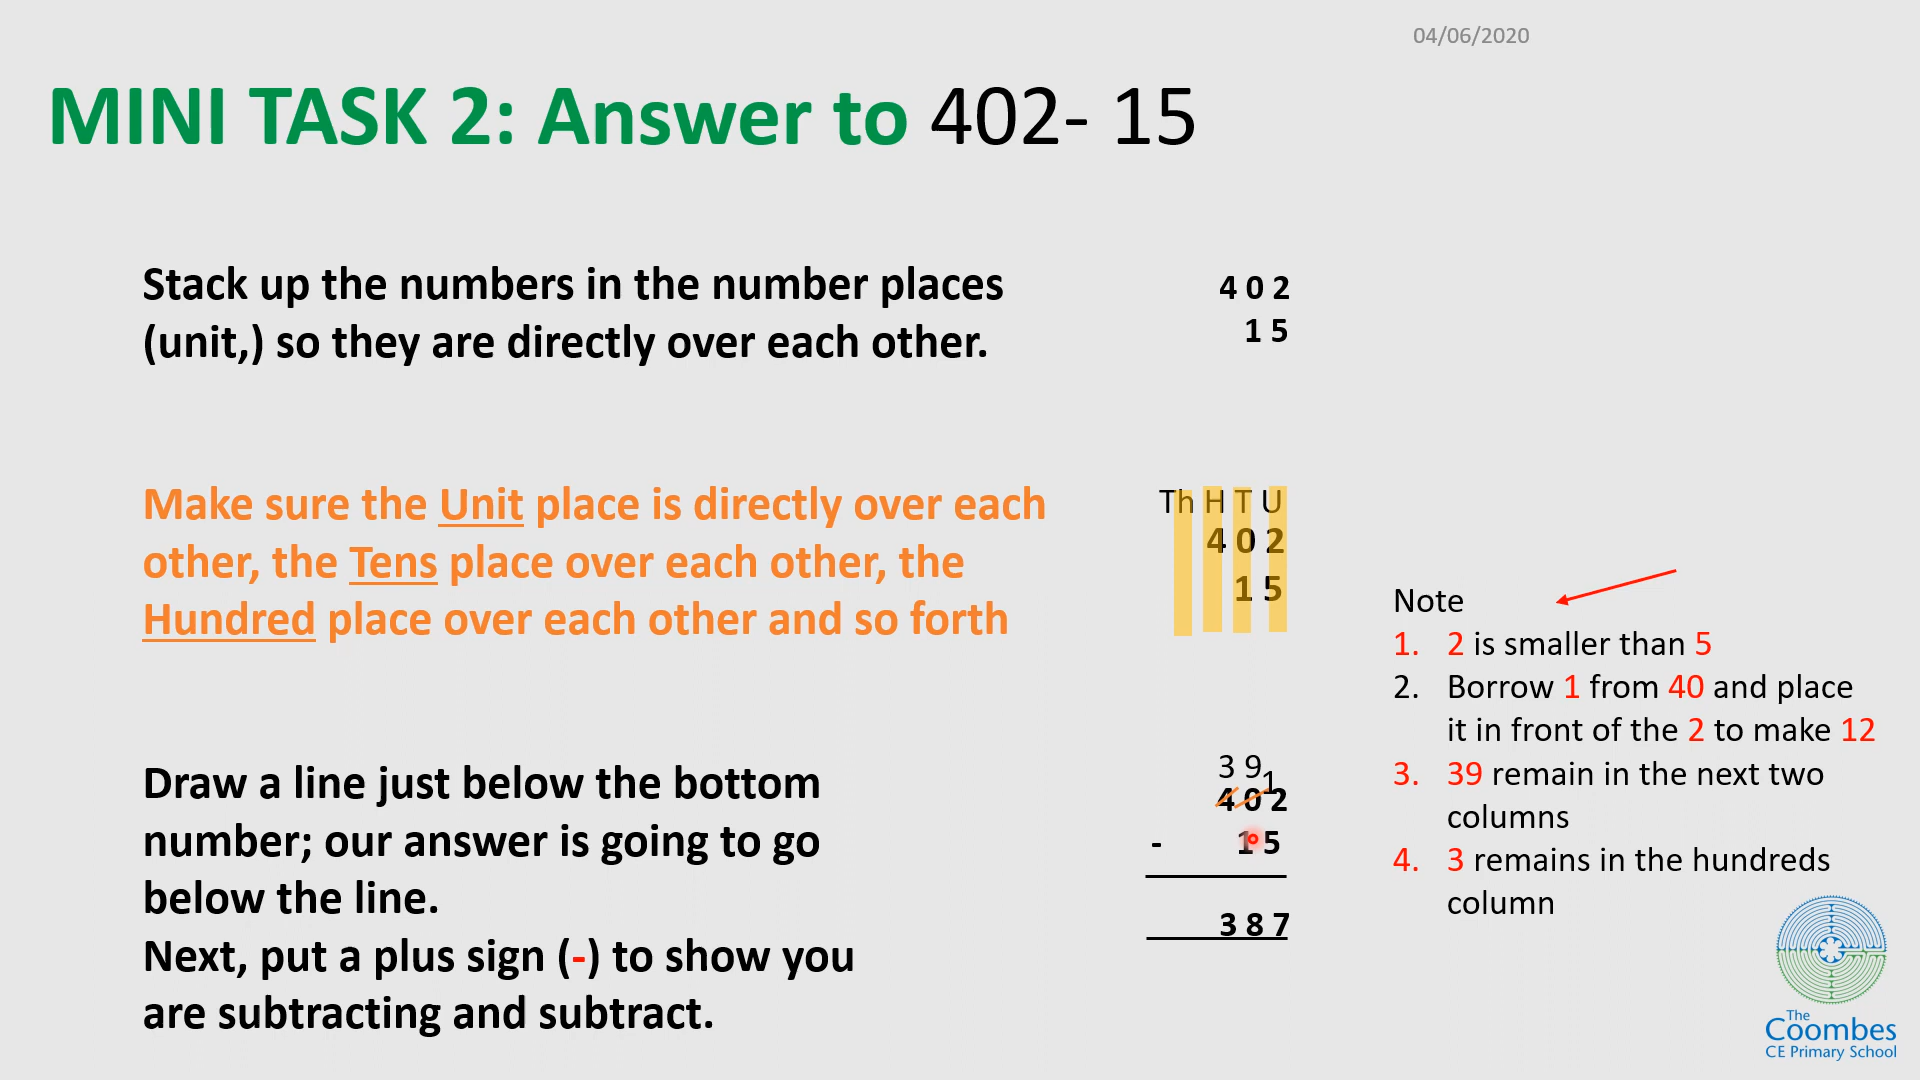 04/06/2020
MINI TASK 2: Answer to 402- 15
Stack up the numbers in the number places
(unit,) so they are directly over each other.
4 0 2
1 5
Make sure the Unit place is directly over each
other, the Tens place over each other, the
Hundred place over each other and so forth
Th H T U
4 0 2
1 5
Note
1. 2 is smaller than 5
2. Borrow 1 from 40 and place
it in front of the 2 to make 12
3. 39 remain in the next two
columns
4. 3 remains in the hundreds
column
Draw a line just below the bottom
number; our answer is going to go
below the line.
Next, put a plus sign (-) to show you
are subtracting and subtract.
3 9 1
4 0 2
- 1 5
3 8 7
The
Coombes
CE Primary School